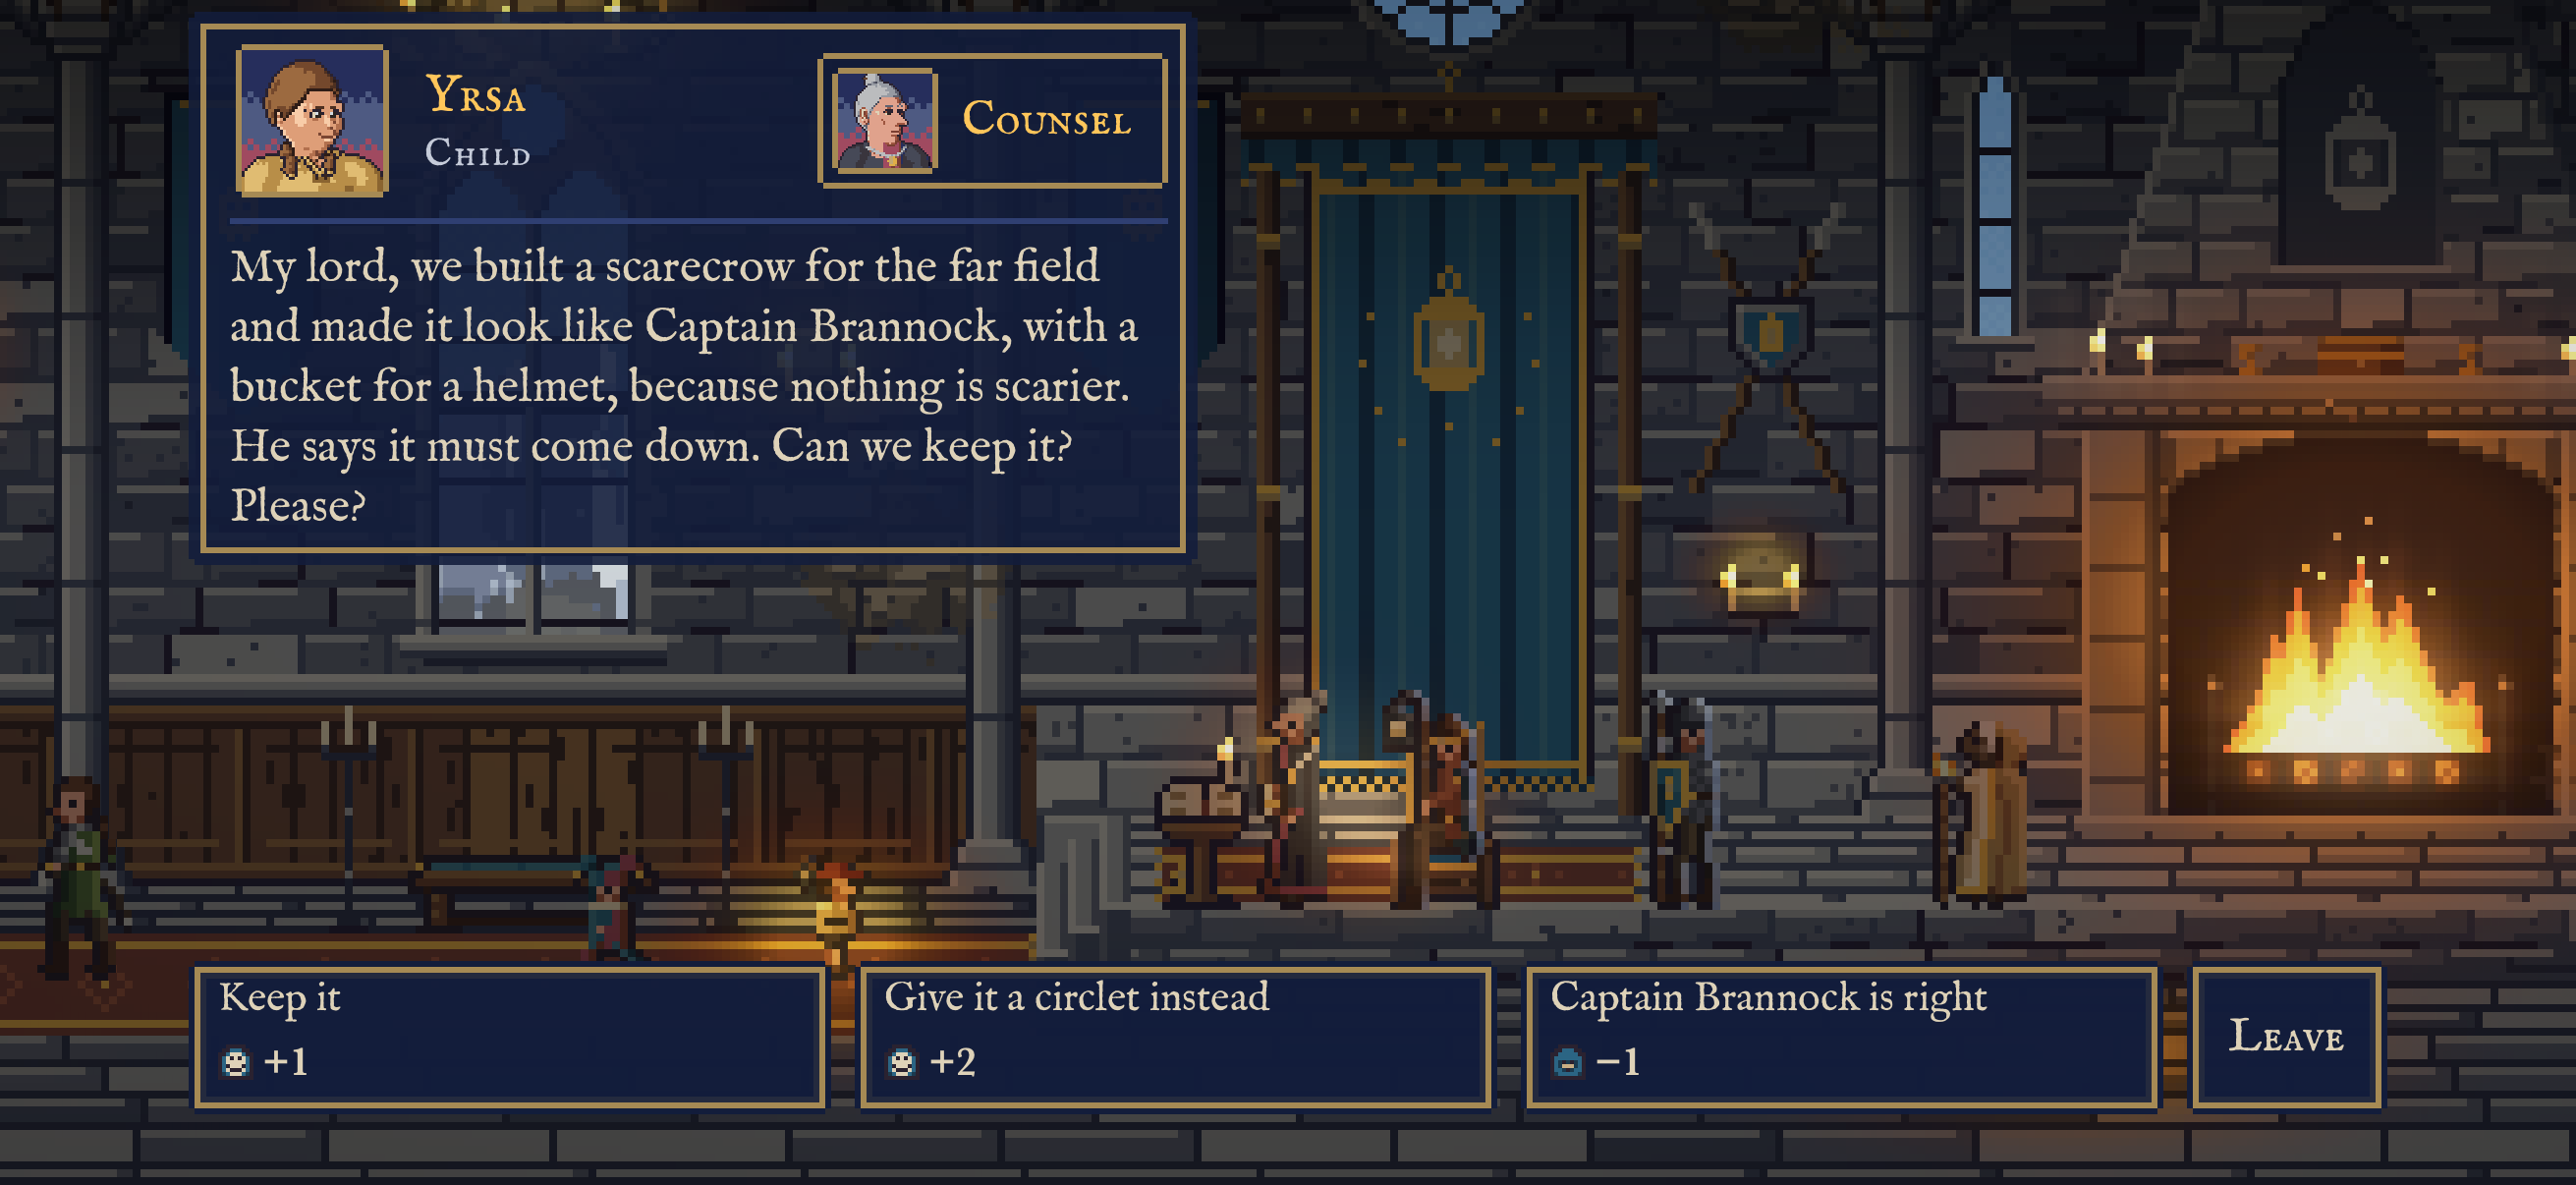 Yrsa
Child
Counsel
My lord, we built a scarecrow for the far field
and made it look like Captain Brannock, with a
bucket for a helmet, because nothing is scarier.
He says it must come down. Can we keep it?
Please?
Keep it
+1
Give it a circlet instead
+2
Captain Brannock is right
−1
Leave